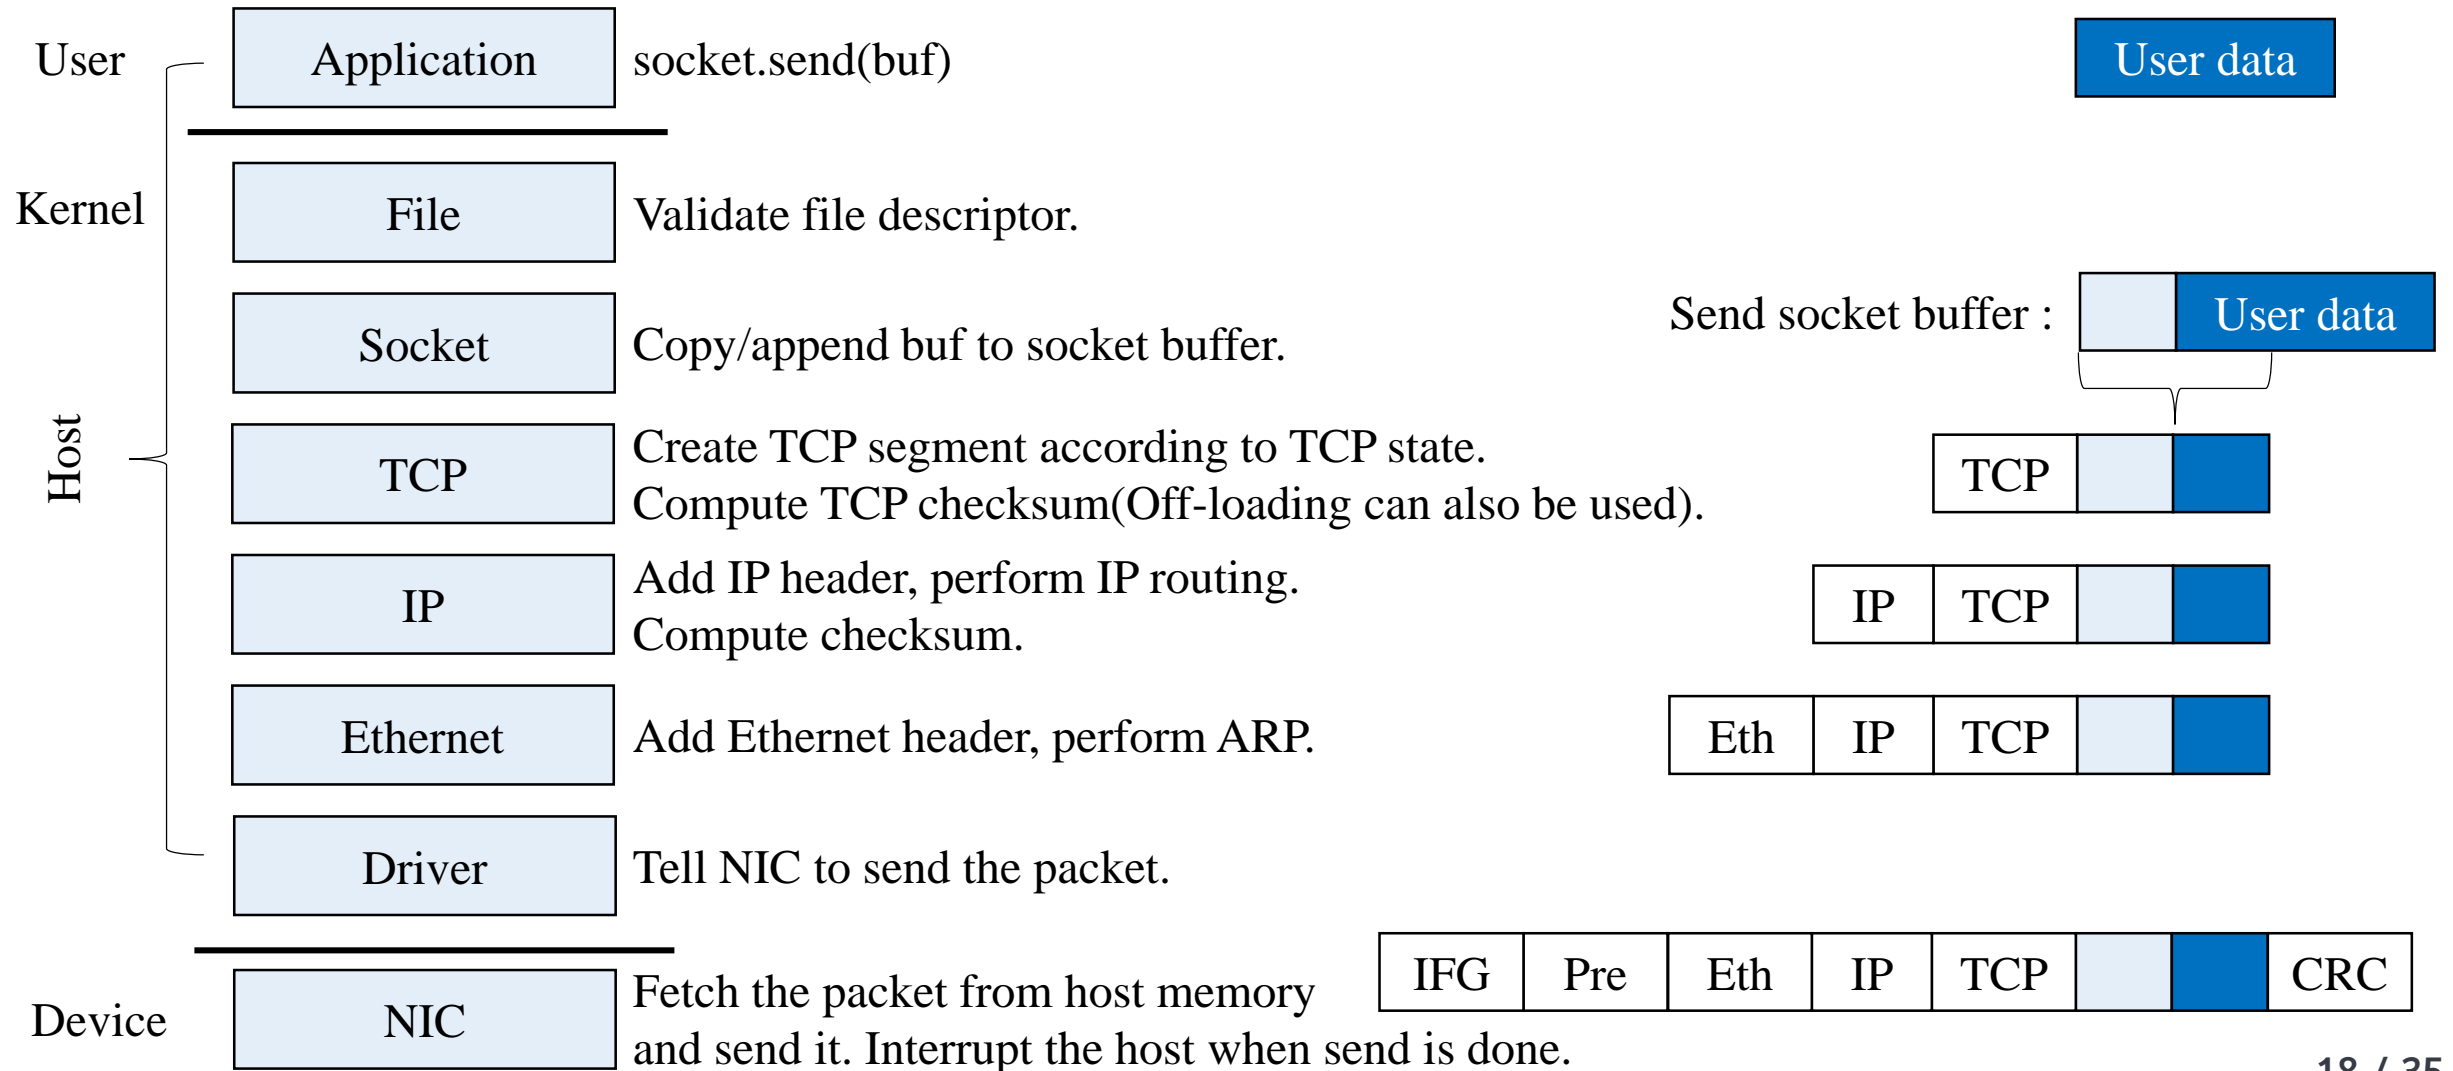 User
Application
socket.send(buf)
User data
Kernel
File
Validate file descriptor.
Socket
Copy/append buf to socket buffer.
Send socket buffer :
User data
Host
TCP
Create TCP segment according to TCP state.
Compute TCP checksum(Off-loading can also be used).
TCP
IP
Add IP header, perform IP routing.
Compute checksum.
IP TCP
Ethernet
Add Ethernet header, perform ARP.
Eth IP TCP
Driver
Tell NIC to send the packet.
Device
NIC
Fetch the packet from host memory
and send it. Interrupt the host when send is done.
IFG Pre Eth IP TCP CRC
18 / 35